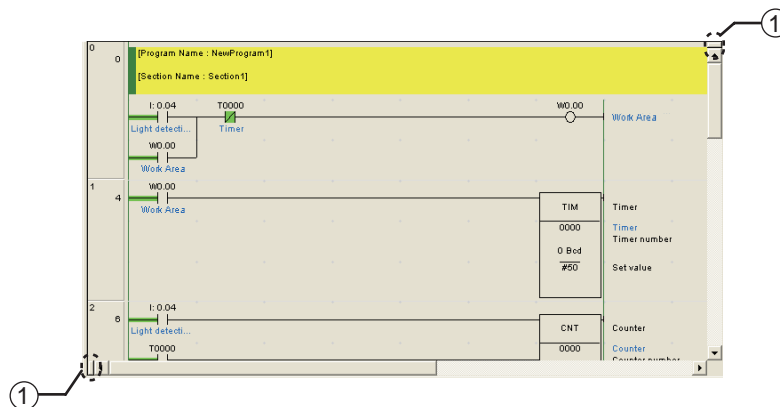 1
0
0
[Program Name : NewProgram1]
[Section Name : Section1]
I: 0.04 T0000 W0.00
Work Area
Light detecti... Timer
W0.00
Work Area
1
4
W0.00
Work Area
TIM Timer
0000 Timer
Timer number
0 Bcd
#50 Set value
2
6
I: 0.04
Light detecti...
CNT Counter
T0000 0000 Counter
Counter number
1